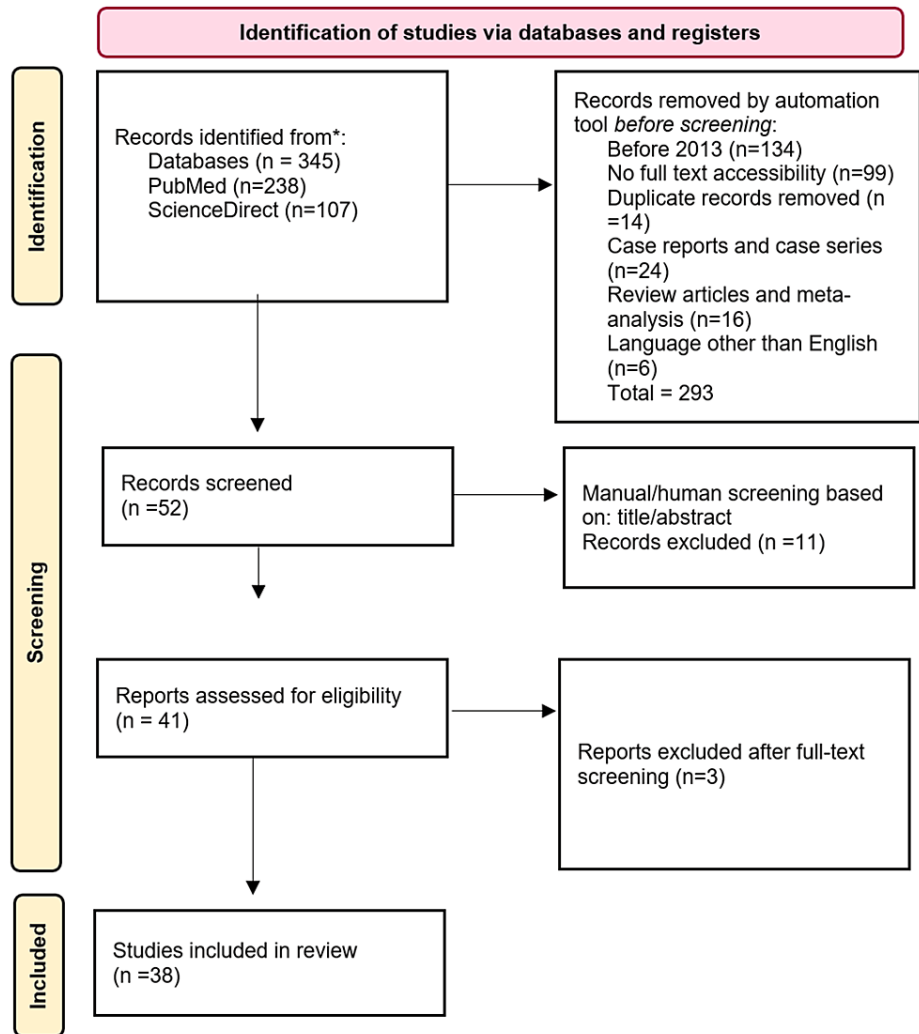 Identification of studies via databases and registers
Identification
Records identified from*:
Databases (n = 345)
PubMed (n=238)
ScienceDirect (n=107)
Records removed by automation
tool before screening:
Before 2013 (n=134)
No full text accessibility (n=99)
Duplicate records removed (n
=14)
Case reports and case series
(n=24)
Review articles and meta-
analysis (n=16)
Language other than English
(n=6)
Total = 293
Screening
Records screened
(n =52)
Manual/human screening based
on: title/abstract
Records excluded (n =11)
Reports assessed for eligibility
(n = 41)
Reports excluded after full-text
screening (n=3)
Included
Studies included in review
(n =38)